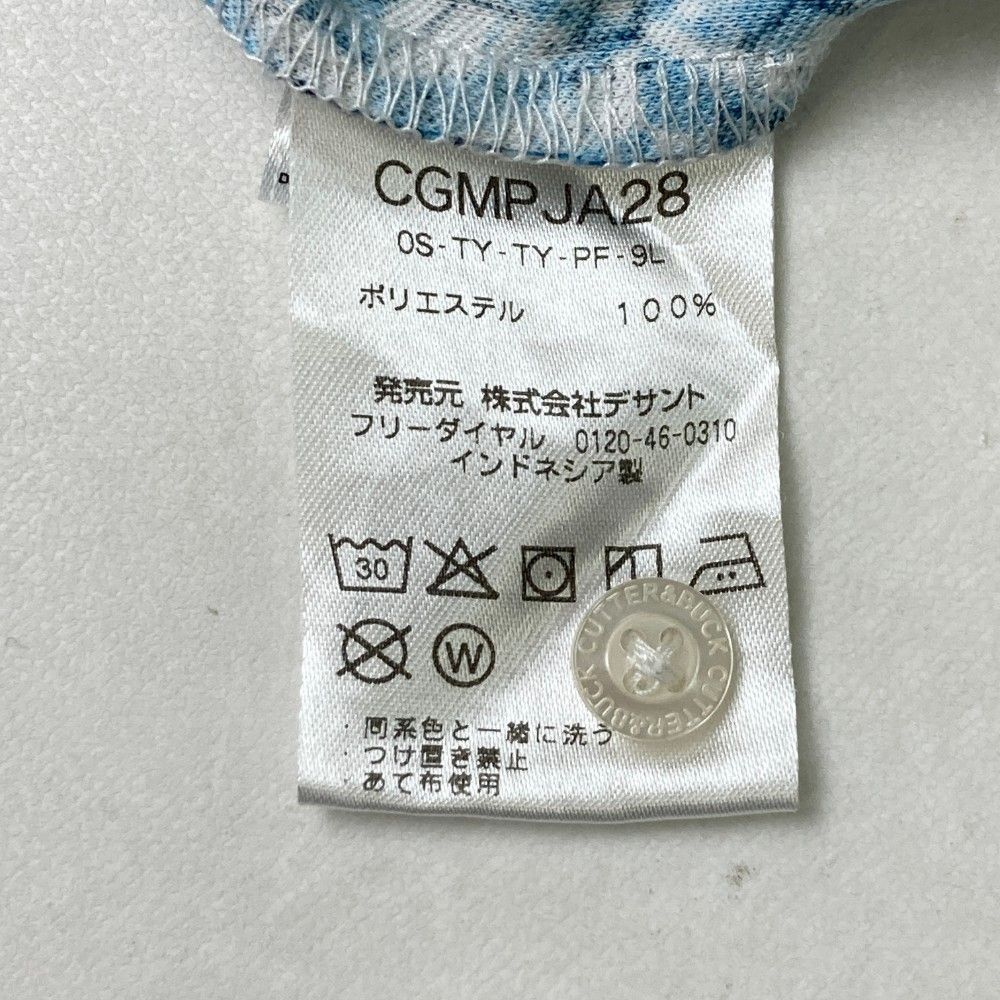 CGMPJA28
OS-TY-TY-PF-9L
ポリエステル 100%
発売元 株式会社デサント
フリーダイヤル 0120-46-0310
インドネシア製
30
W
CUTTER&BUCK CUTTER&BUCK
・同系色と一緒に洗う
・つけ置き禁止
・あて布使用